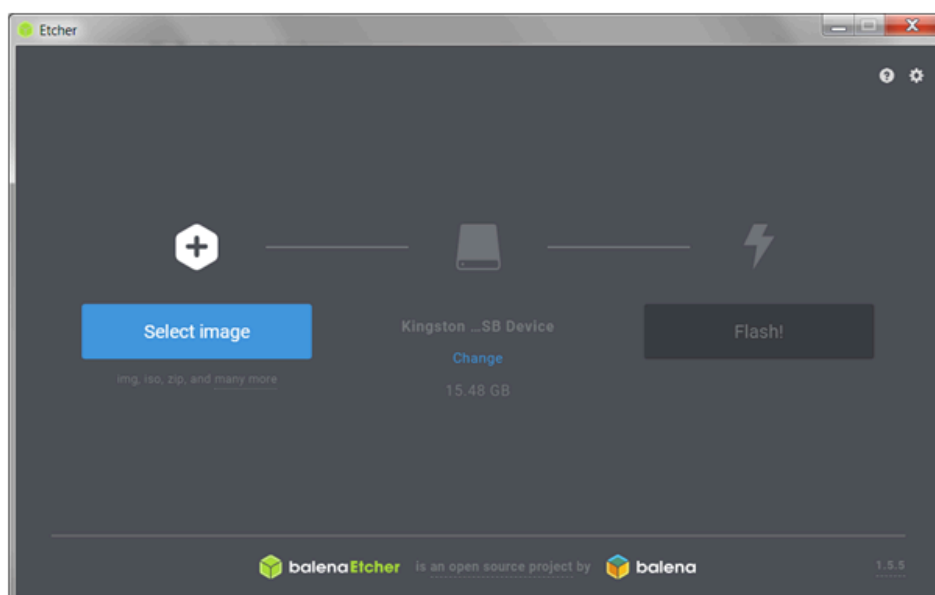 Etcher
Select image
Kingston ...SB Device
Flash!
Change
img, iso, zip, and many more
15.48 GB
balenaEtcher is an open source project by balena
1.5.5